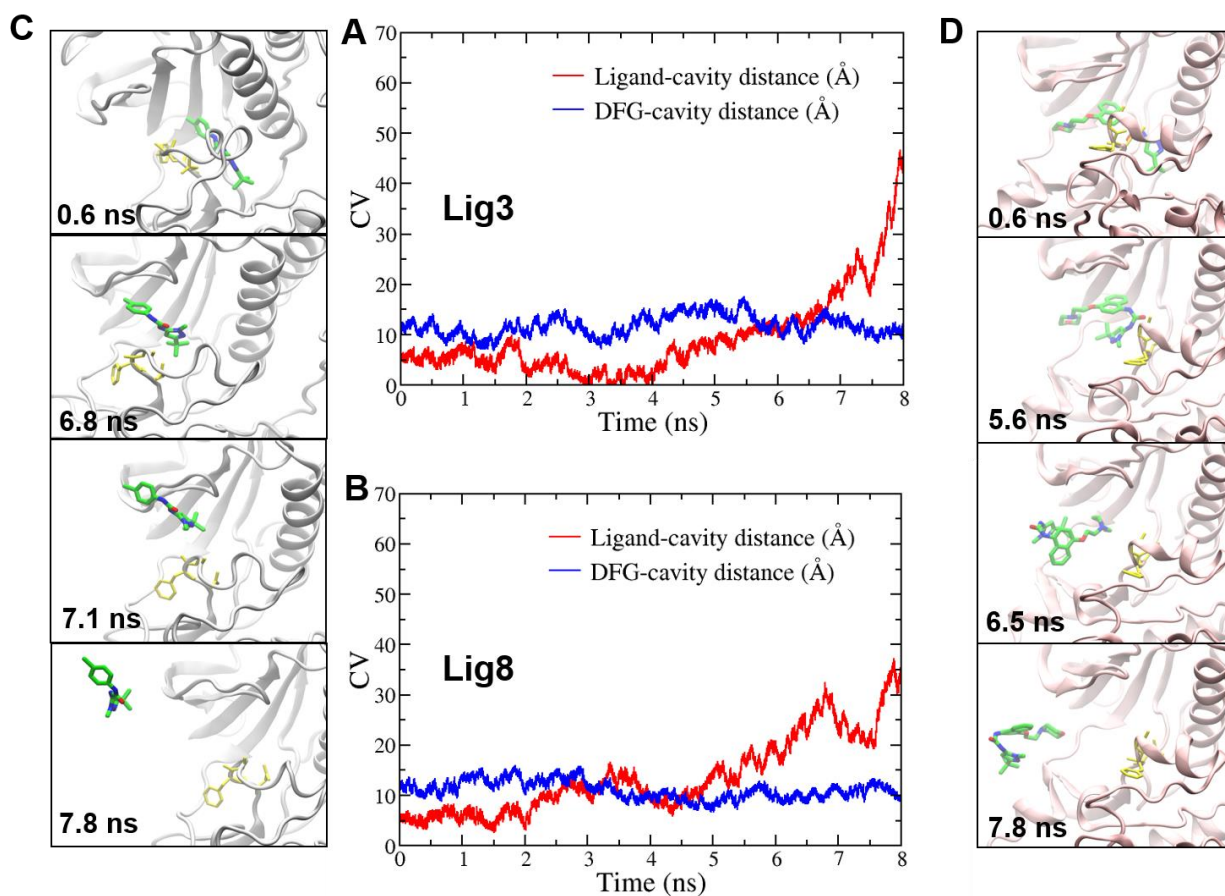 C
0.6 ns
6.8 ns
7.1 ns
7.8 ns
A
70
60
50
40
30
20
10
0
CV
Ligand-cavity distance (Å)
DFG-cavity distance (Å)
Lig3
0 1 2 3 4 5 6 7 8
Time (ns)
B
70
60
50
40
30
20
10
0
CV
Ligand-cavity distance (Å)
DFG-cavity distance (Å)
Lig8
0 1 2 3 4 5 6 7 8
Time (ns)
D
0.6 ns
5.6 ns
6.5 ns
7.8 ns